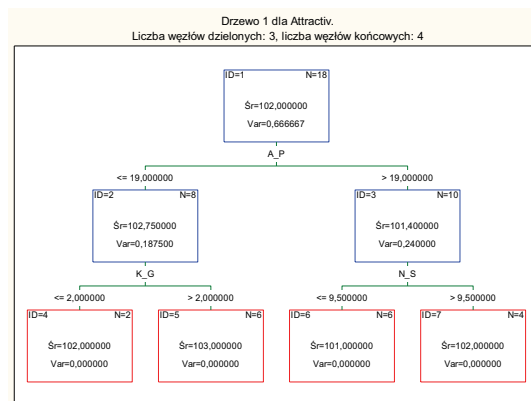 Drzewo 1 dla Attractiv.
Liczba węzłów dzielonych: 3, liczba węzłów końcowych: 4
ID=1 N=18
Śr=102,000000
Var=0,666667
A_P
<= 19,000000 > 19,000000
ID=2 N=8 ID=3 N=10
Śr=102,750000 Śr=101,400000
Var=0,187500 Var=0,240000
K_G N_S
<= 2,000000 > 2,000000 <= 9,500000 > 9,500000
ID=4 N=2 ID=5 N=6 ID=6 N=6 ID=7 N=4
Śr=102,000000 Śr=103,000000 Śr=101,000000 Śr=102,000000
Var=0,000000 Var=0,000000 Var=0,000000 Var=0,000000